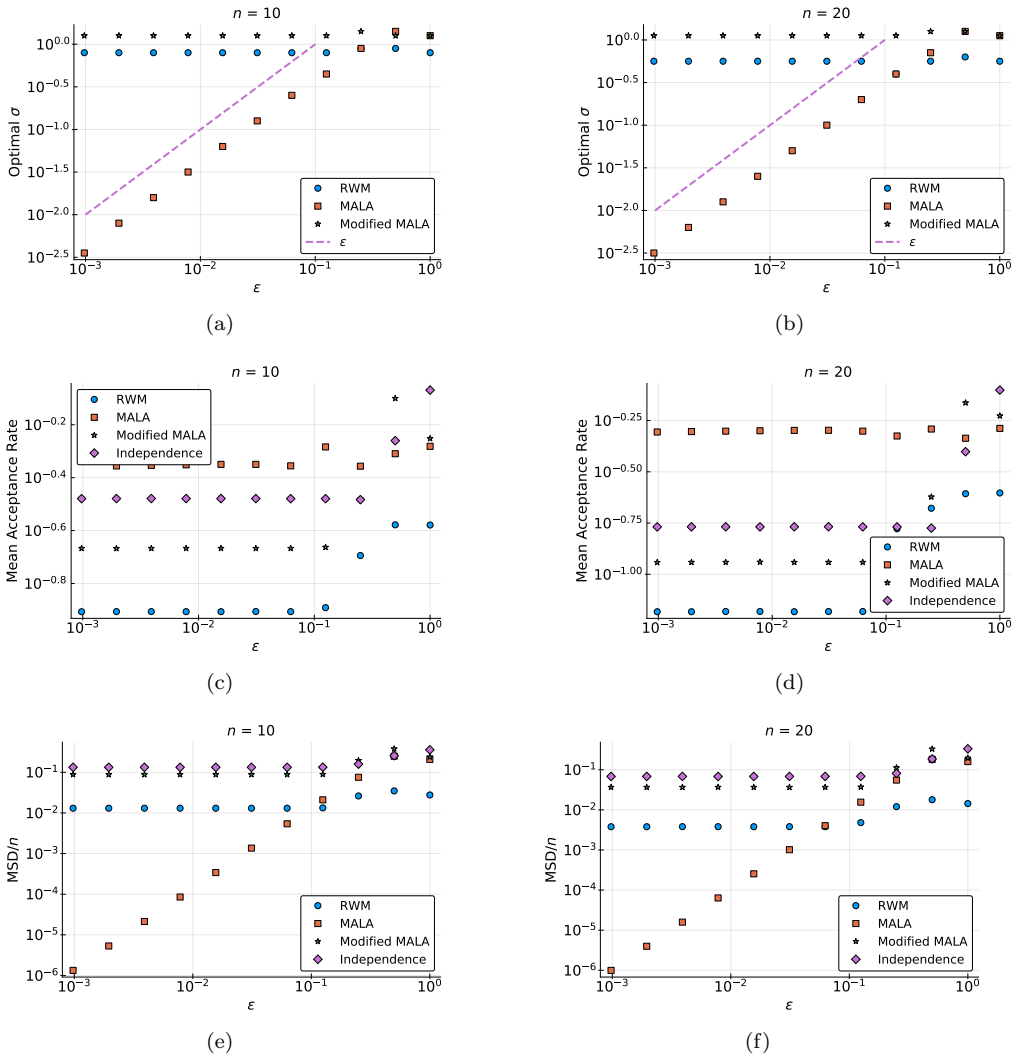 n = 10
Optimal σ
10^0.0
10^−0.5
10^−1.0
10^−1.5
10^−2.0
10^−2.5
10^−3
10^−2
10^−1
10^0
ε
RWM
MALA
Modified MALA
ε
(a)
n = 20
Optimal σ
10^0.0
10^−0.5
10^−1.0
10^−1.5
10^−2.0
10^−2.5
10^−3
10^−2
10^−1
10^0
ε
RWM
MALA
Modified MALA
ε
(b)
n = 10
Mean Acceptance Rate
10^−0.2
10^−0.4
10^−0.6
10^−0.8
10^−3
10^−2
10^−1
10^0
ε
RWM
MALA
Modified MALA
Independence
(c)
n = 20
Mean Acceptance Rate
10^−0.25
10^−0.50
10^−0.75
10^−1.00
10^−3
10^−2
10^−1
10^0
ε
RWM
MALA
Modified MALA
Independence
(d)
n = 10
MSD/n
10^−1
10^−2
10^−3
10^−4
10^−5
10^−6
10^−3
10^−2
10^−1
10^0
ε
RWM
MALA
Modified MALA
Independence
(e)
n = 20
MSD/n
10^−1
10^−2
10^−3
10^−4
10^−5
10^−6
10^−3
10^−2
10^−1
10^0
ε
RWM
MALA
Modified MALA
Independence
(f)